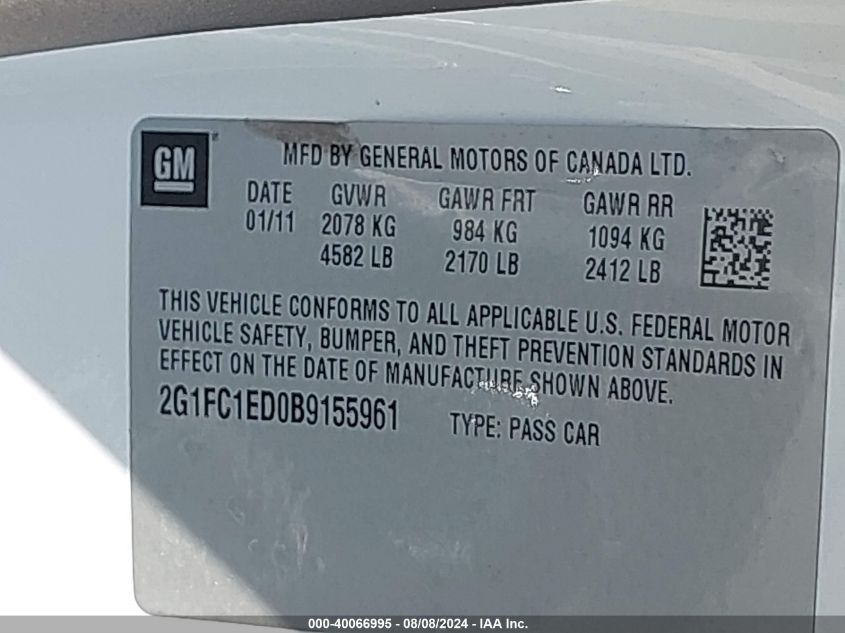 GM
MFD BY GENERAL MOTORS OF CANADA LTD.
DATE GVWR GAWR FRT GAWR RR
01/11 2078 KG 984 KG 1094 KG
4582 LB 2170 LB 2412 LB
THIS VEHICLE CONFORMS TO ALL APPLICABLE U.S. FEDERAL MOTOR
VEHICLE SAFETY, BUMPER, AND THEFT PREVENTION STANDARDS IN
EFFECT ON THE DATE OF MANUFACTURE SHOWN ABOVE.
2G1FC1ED0B9155961 TYPE: PASS CAR
000-40066995 - 08/08/2024 - IAA Inc.